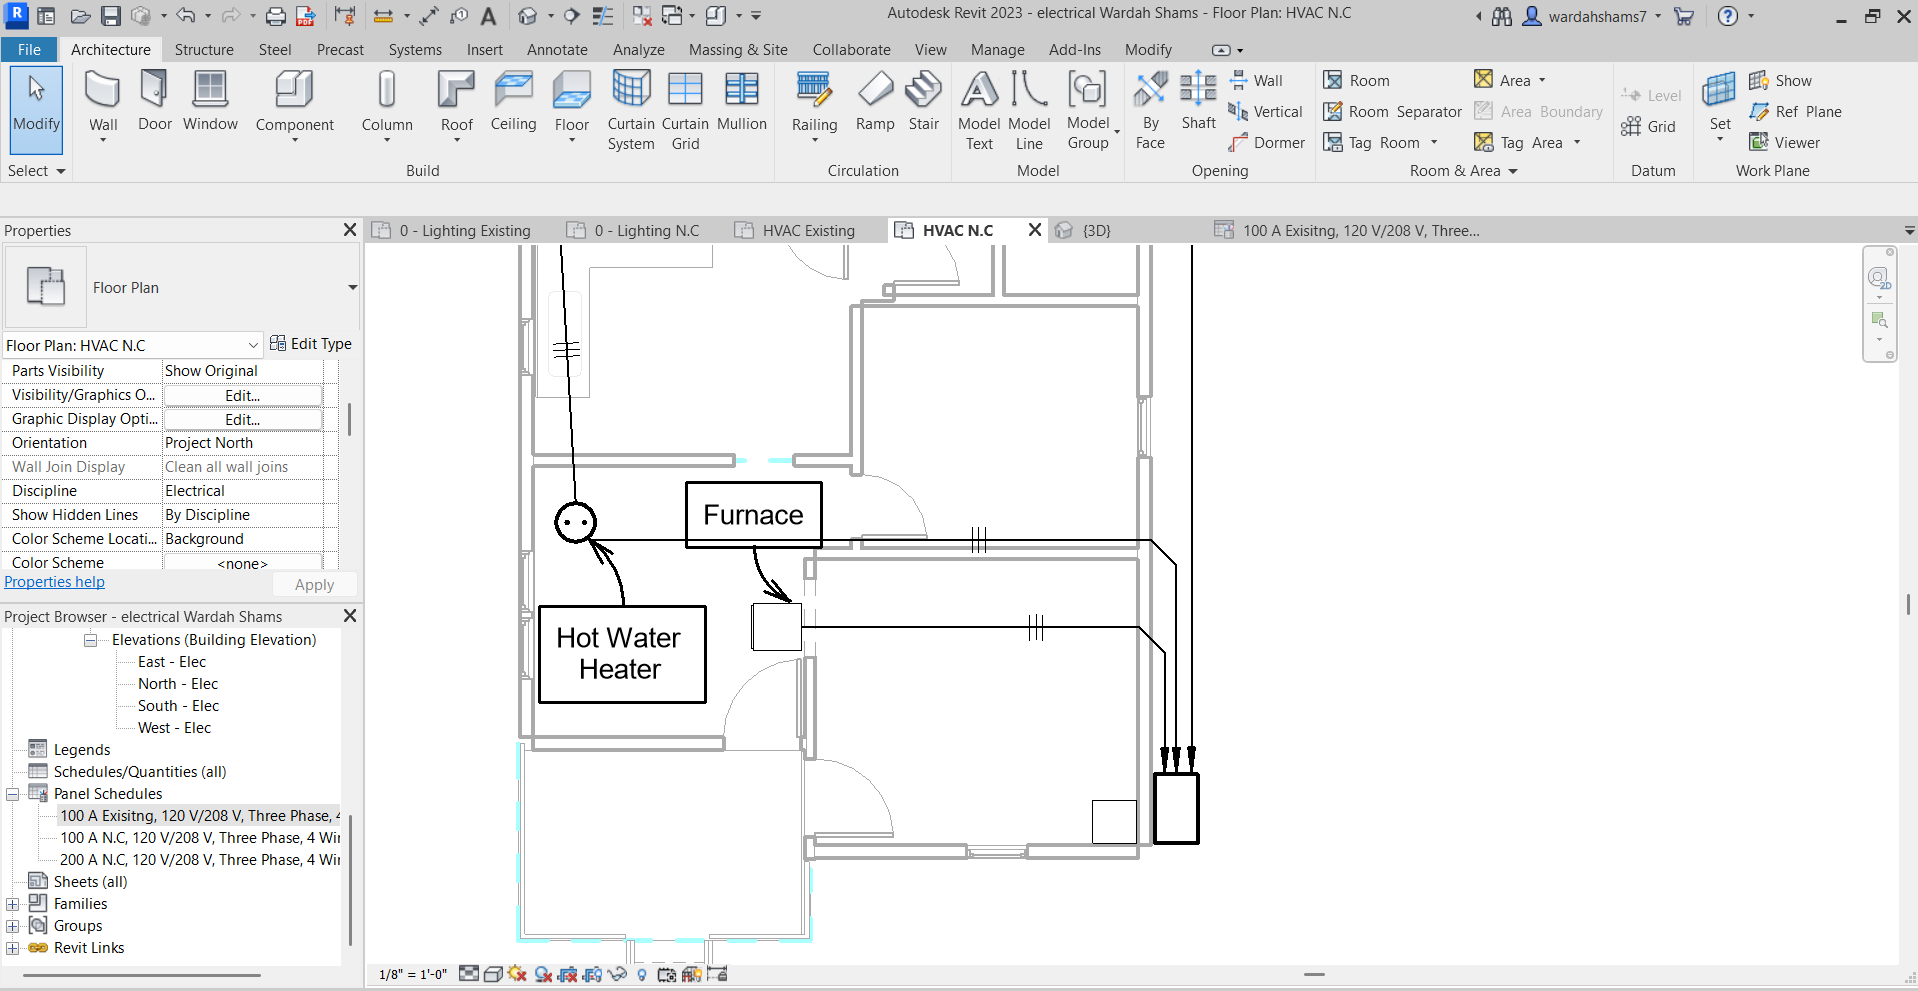 Autodesk Revit 2023 - electrical Wardah Shams - Floor Plan: HVAC N.C
wardahshams7
File Architecture Structure Steel Precast Systems Insert Annotate Analyze Massing & Site Collaborate View Manage Add-Ins Modify
Modify
Wall
Door
Window
Component
Column
Roof
Ceiling
Floor
Curtain System
Curtain Grid
Mullion
Railing
Ramp
Stair
Model Text
Model Line
Model Group
By Face
Shaft
Wall
Vertical
Dormer
Room
Room Separator
Tag Room
Area
Area Boundary
Tag Area
Level
Grid
Set
Show
Ref Plane
Viewer
Select Build Circulation Model Opening Room & Area Datum Work Plane
Properties
0 - Lighting Existing
0 - Lighting N.C
HVAC Existing
HVAC N.C
{3D}
100 A Exisitng, 120 V/208 V, Three...
Floor Plan
Floor Plan: HVAC N.C
Edit Type
Parts Visibility Show Original
Visibility/Graphics O... Edit...
Graphic Display Opti... Edit...
Orientation Project North
Wall Join Display Clean all wall joins
Discipline Electrical
Show Hidden Lines By Discipline
Color Scheme Locati... Background
Color Scheme <none>
Properties help Apply
Project Browser - electrical Wardah Shams
Elevations (Building Elevation)
East - Elec
North - Elec
South - Elec
West - Elec
Legends
Schedules/Quantities (all)
Panel Schedules
100 A Exisitng, 120 V/208 V, Three Phase, 4
100 A N.C, 120 V/208 V, Three Phase, 4 Wir
200 A N.C, 120 V/208 V, Three Phase, 4 Wir
Sheets (all)
Families
Groups
Revit Links
Furnace
Hot Water
Heater
2D
1/8" = 1'-0"